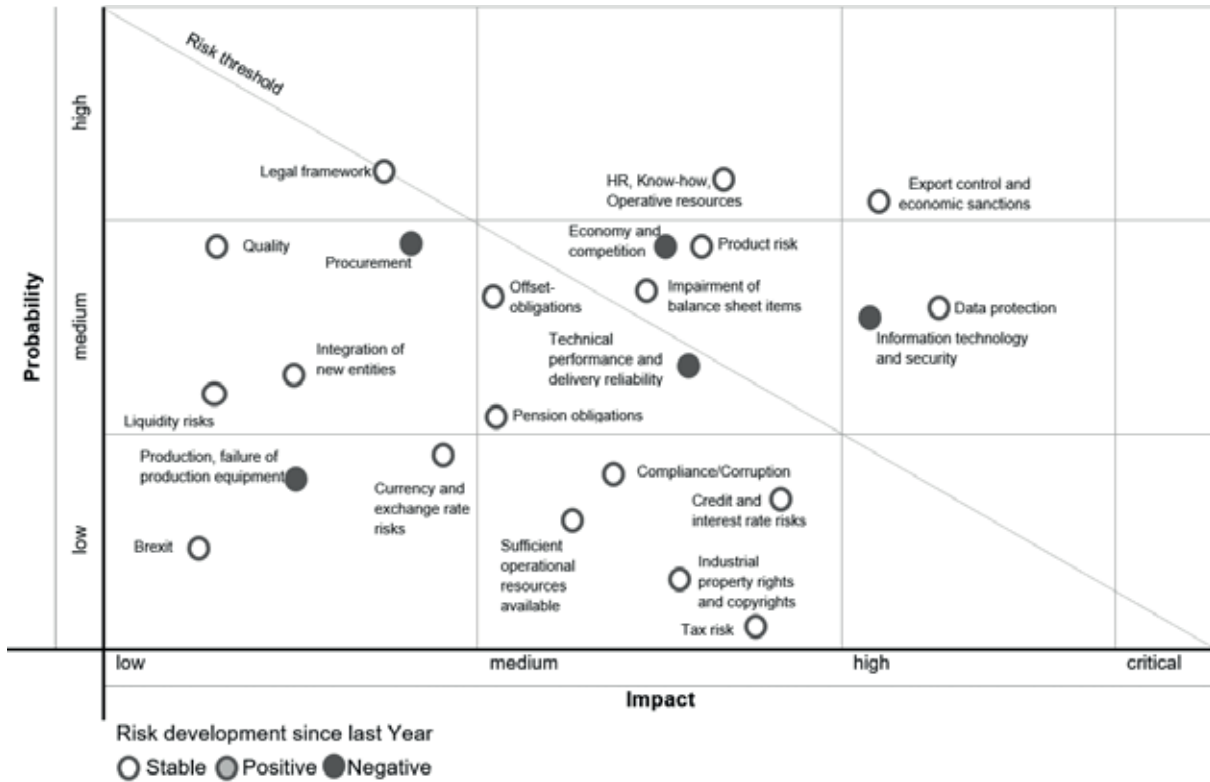 Risk threshold
high
Legal framework
HR, Know-how,
Operative resources
Export control and
economic sanctions
Probability
medium
Quality
Procurement
Economy and
competition
Product risk
Offset-
obligations
Impairment of
balance sheet items
Data protection
Information technology
and security
Technical
performance and
delivery reliability
Integration of
new entities
Liquidity risks
Pension obligations
low
Production, failure of
production equipment
Currency and
exchange rate
risks
Compliance/Corruption
Credit and
interest rate risks
Brexit
Sufficient
operational
resources
available
Industrial
property rights
and copyrights
Tax risk
low
medium
high
critical
Impact
Risk development since last Year
Stable Positive Negative